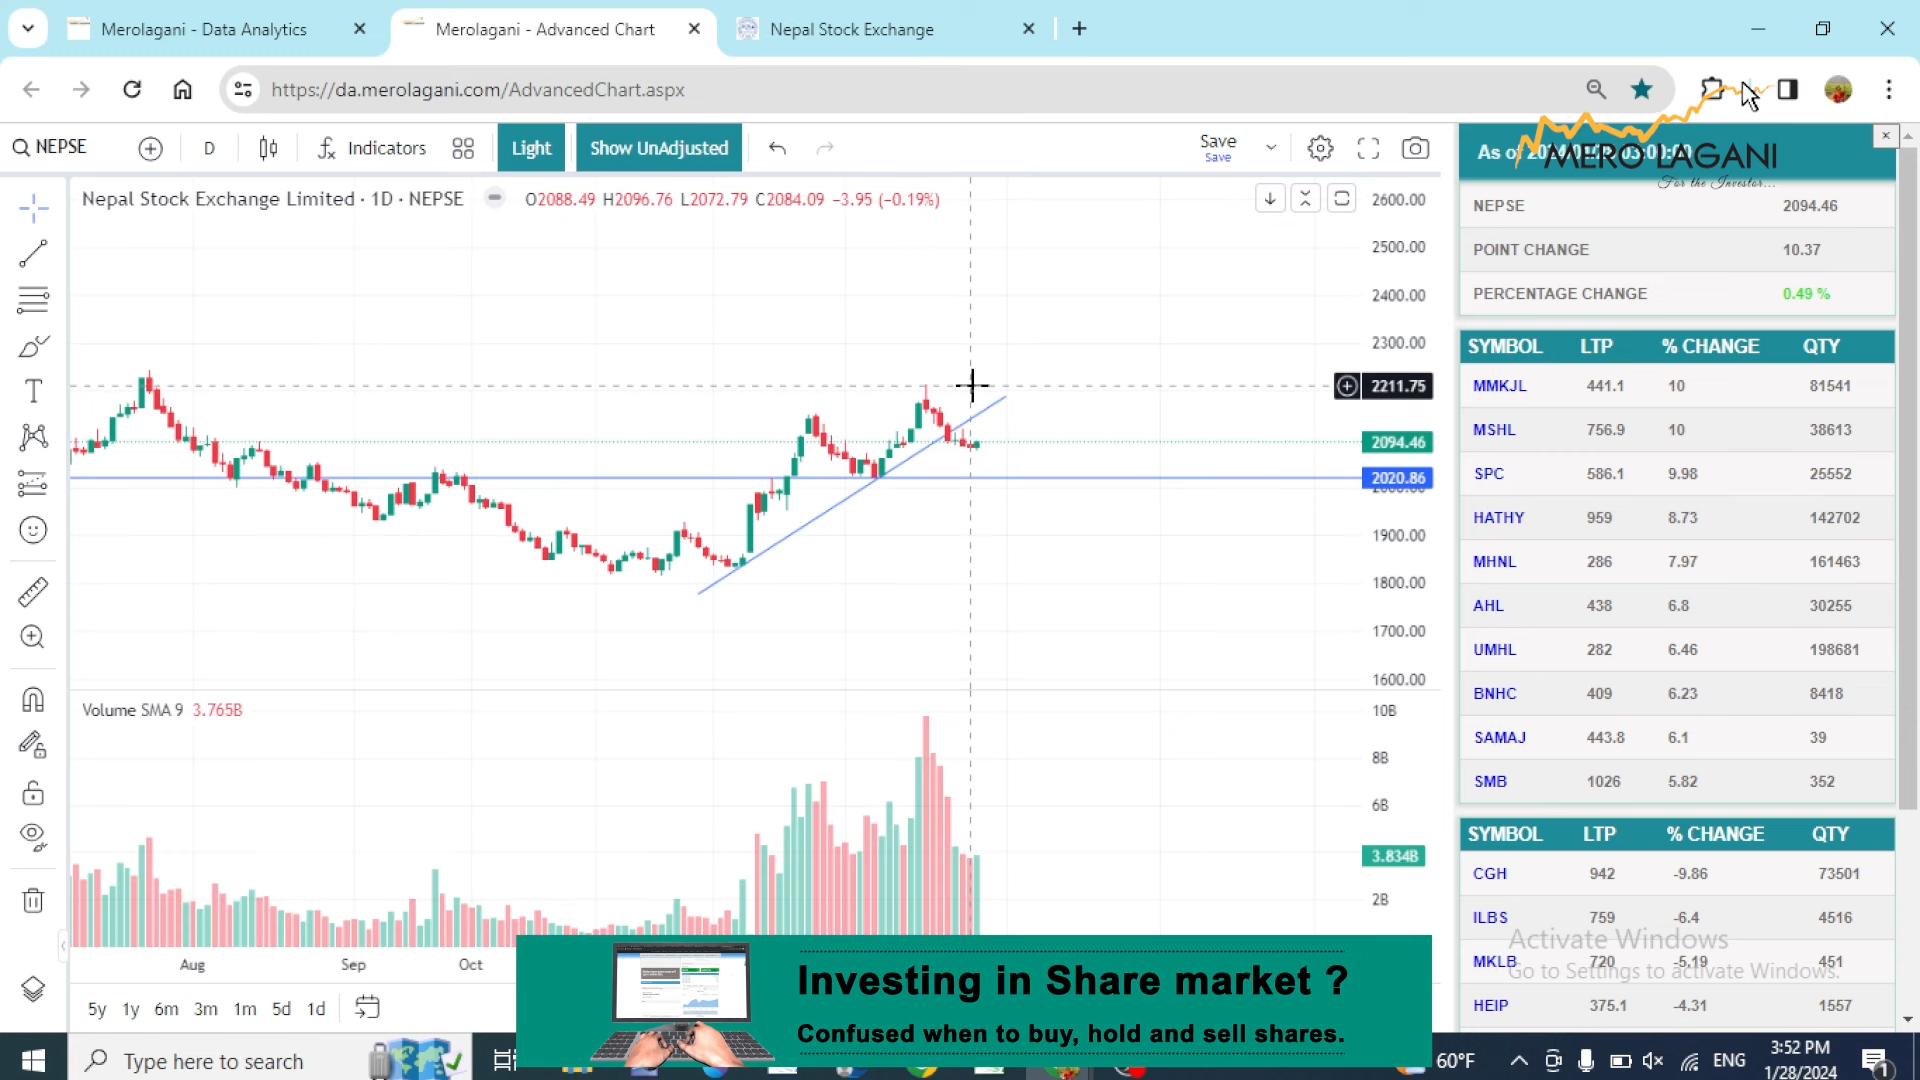 Merolagani - Data Analytics
Merolagani - Advanced Chart
Nepal Stock Exchange
https://da.merolagani.com/AdvancedChart.aspx
NEPSE
D
Indicators
Light
Show UnAdjusted
Save
Save
As of
MERO LAGANI
For the Investor...
Nepal Stock Exchange Limited · 1D · NEPSE
O2088.49 H2096.76 L2072.79 C2084.09 −3.95 (−0.19%)
2600.00
2500.00
2400.00
2300.00
2211.75
2094.46
2020.86
1900.00
1800.00
1700.00
1600.00
Volume SMA 9 3.765B
10B
8B
6B
3.834B
2B
Aug
Sep
Oct
5y 1y 6m 3m 1m 5d 1d
NEPSE 2094.46
POINT CHANGE 10.37
PERCENTAGE CHANGE 0.49 %
SYMBOL LTP % CHANGE QTY
MMKJL 441.1 10 81541
MSHL 756.9 10 38613
SPC 586.1 9.98 25552
HATHY 959 8.73 142702
MHNL 286 7.97 161463
AHL 438 6.8 30255
UMHL 282 6.46 198681
BNHC 409 6.23 8418
SAMAJ 443.8 6.1 39
SMB 1026 5.82 352
SYMBOL LTP % CHANGE QTY
CGH 942 -9.86 73501
ILBS 759 -6.4 4516
MKLB 720 -5.19 451
HEIP 375.1 -4.31 1557
Activate Windows
Go to Settings to activate Windows.
Investing in Share market ?
Confused when to buy, hold and sell shares.
Type here to search
60°F
ENG
3:52 PM
1/28/2024
1